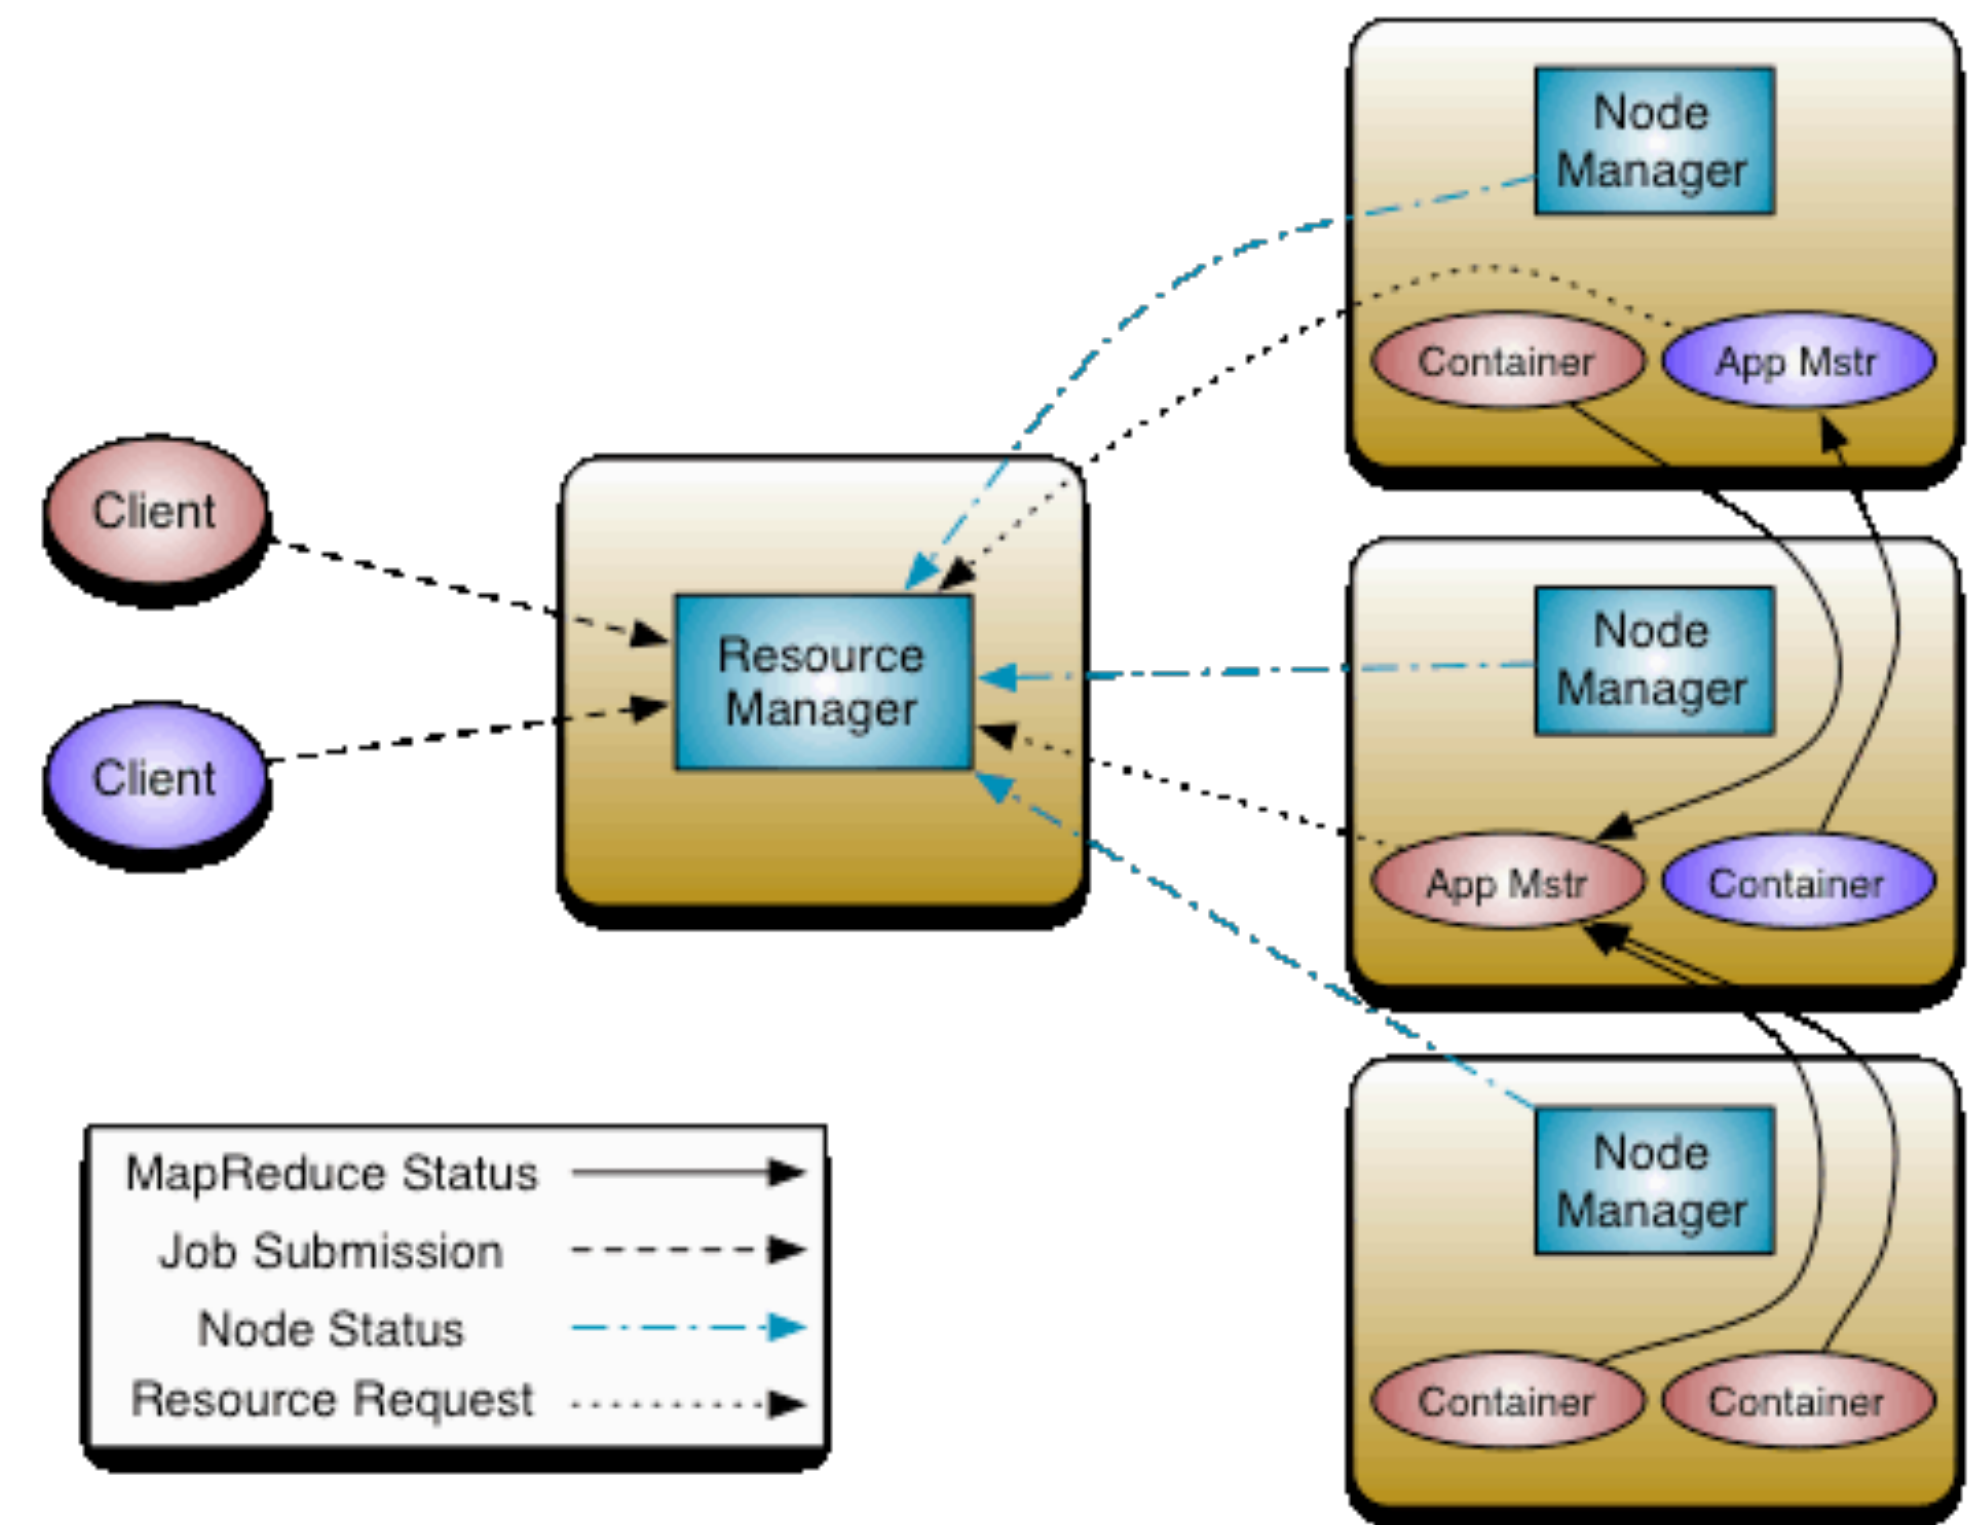 Client
Client
Resource
Manager
Node
Manager
Container
App Mstr
Node
Manager
App Mstr
Container
Node
Manager
Container
Container
MapReduce Status
Job Submission
Node Status
Resource Request